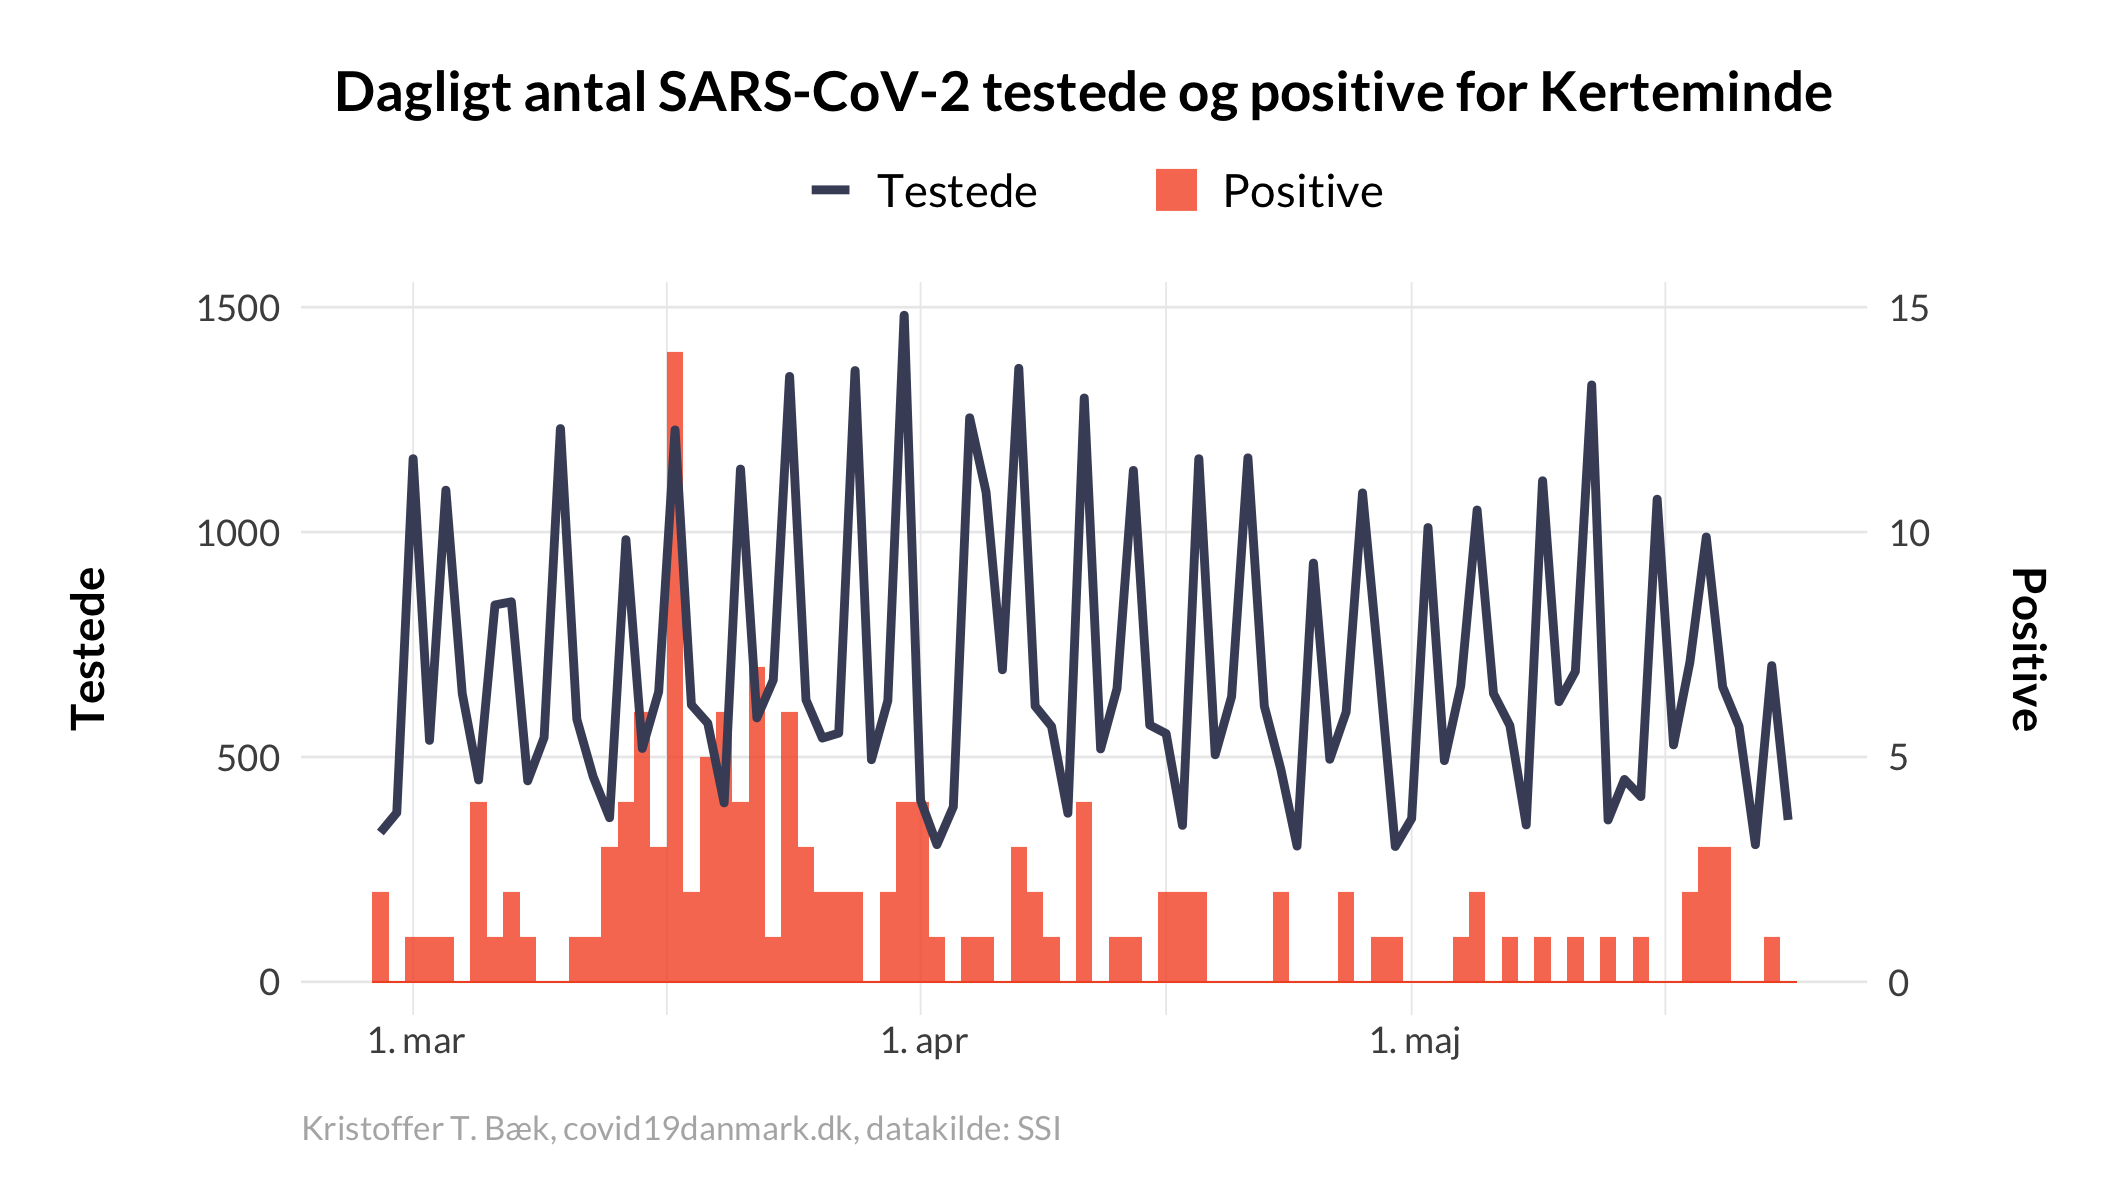 Dagligt antal SARS-CoV-2 testede og positive for Kerteminde
Testede
Positive
1500
1000
500
0
15
10
5
0
Testede
Positive
1. mar
1. apr
1. maj
Kristoffer T. Bæk, covid19danmark.dk, datakilde: SSI